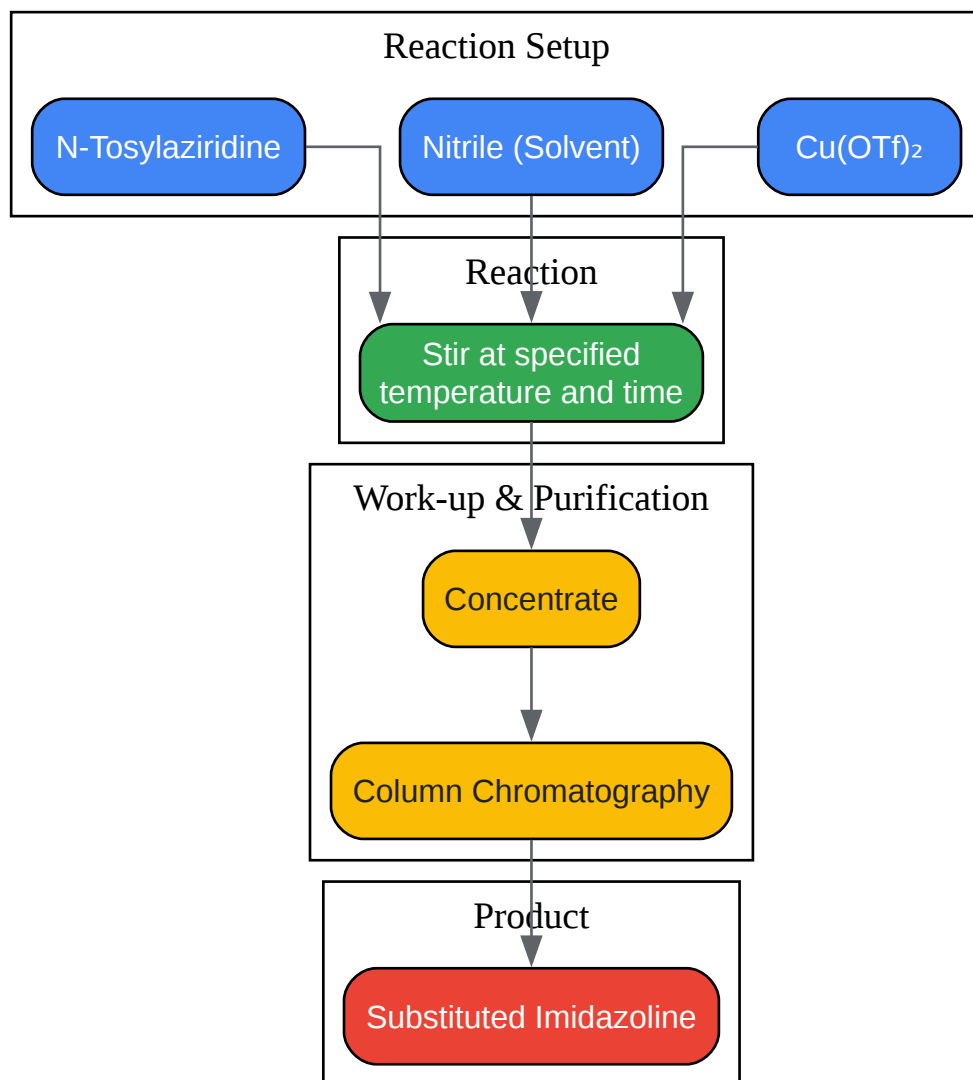 Reaction Setup
N-Tosylaziridine
Nitrile (Solvent)
Cu(OTf)₂
Reaction
Stir at specified
temperature and time
Work-up & Purification
Concentrate
Column Chromatography
Product
Substituted Imidazoline